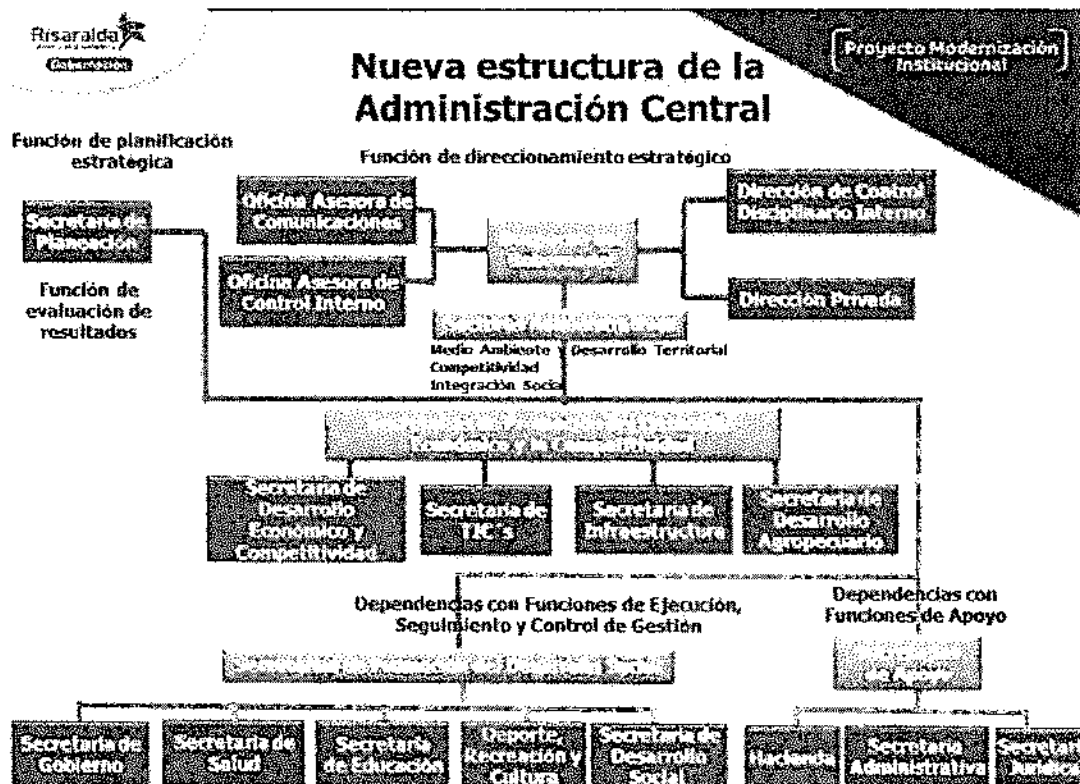 Risaralda
Gobernación
Proyecto Modernización
Institucional
Nueva estructura de la
Administración Central
Función de planificación
estratégica
Función de direccionamiento estratégico
Secretaría de
Planeación
Oficina Asesora de
Comunicaciones
Dirección de Control
Disciplinario Interno
Oficina Asesora de
Control Interno
Dirección Privada
Función de
evaluación de
resultados
Medio Ambiente y Desarrollo Territorial
Competitividad
Integración Social
Económico y la Competitividad
Secretaría de
Desarrollo
Económico y
Competitividad
Secretaría de
TIC´s
Secretaría de
Infraestructura
Secretaría de
Desarrollo
Agropecuario
Dependencias con Funciones de Ejecución,
Seguimiento y Control de Gestión
Dependencias con
Funciones de Apoyo
de Apoyo
Secretaría de
Gobierno
Secretaría de
Salud
Secretaría
de Educación
Deporte,
Recreación y
Cultura
Secretaría de
Desarrollo
Social
Hacienda
Secretaría
Administrativa
Secretaría
Jurídica